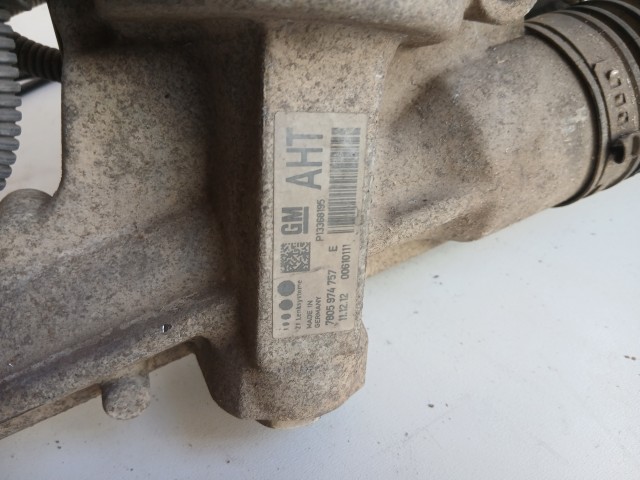 AHT
GM
P13366195
E
00610111
ZF Lenksysteme
MADE IN
GERMANY
7805 974 757
11.12.12